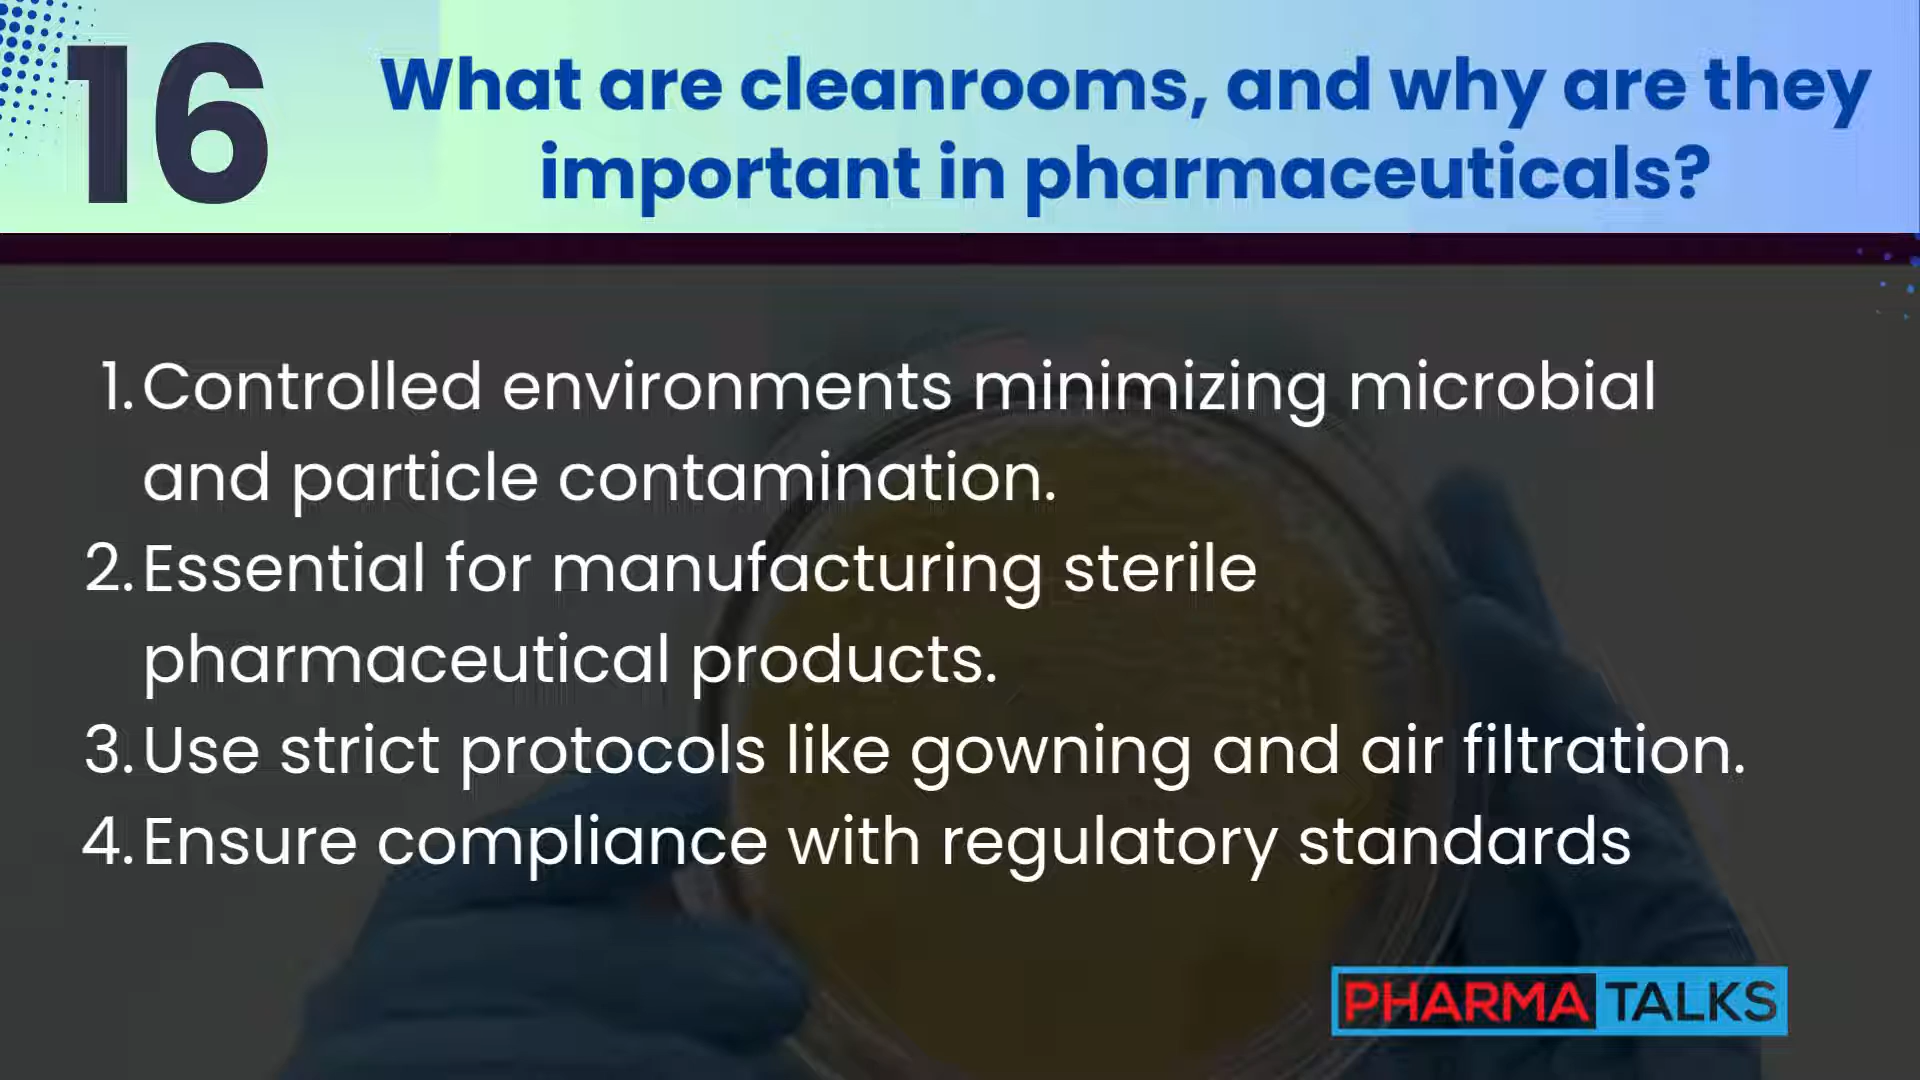 16
What are cleanrooms, and why are they
important in pharmaceuticals?
1. Controlled environments minimizing microbial
and particle contamination.
2. Essential for manufacturing sterile
pharmaceutical products.
3. Use strict protocols like gowning and air filtration.
4. Ensure compliance with regulatory standards
PHARMA TALKS